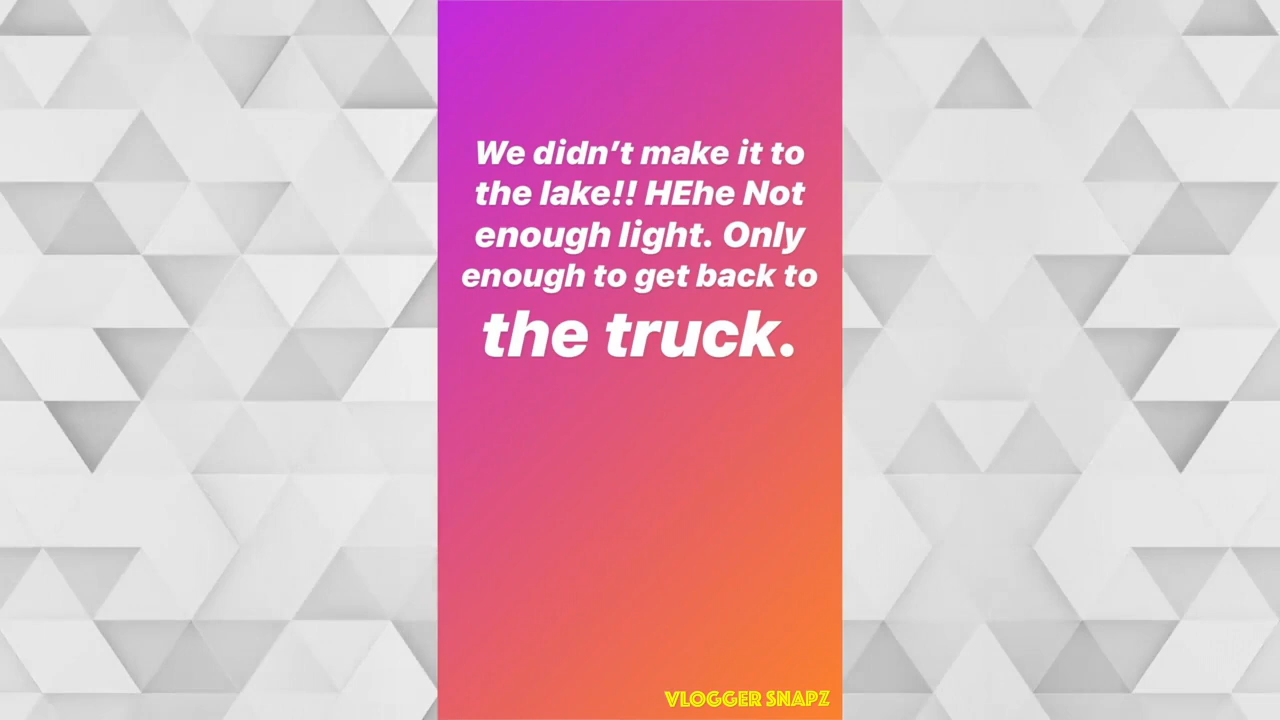 We didn’t make it to
the lake!! HEhe Not
enough light. Only
enough to get back to
the truck.
VLOGGER SNAPZ